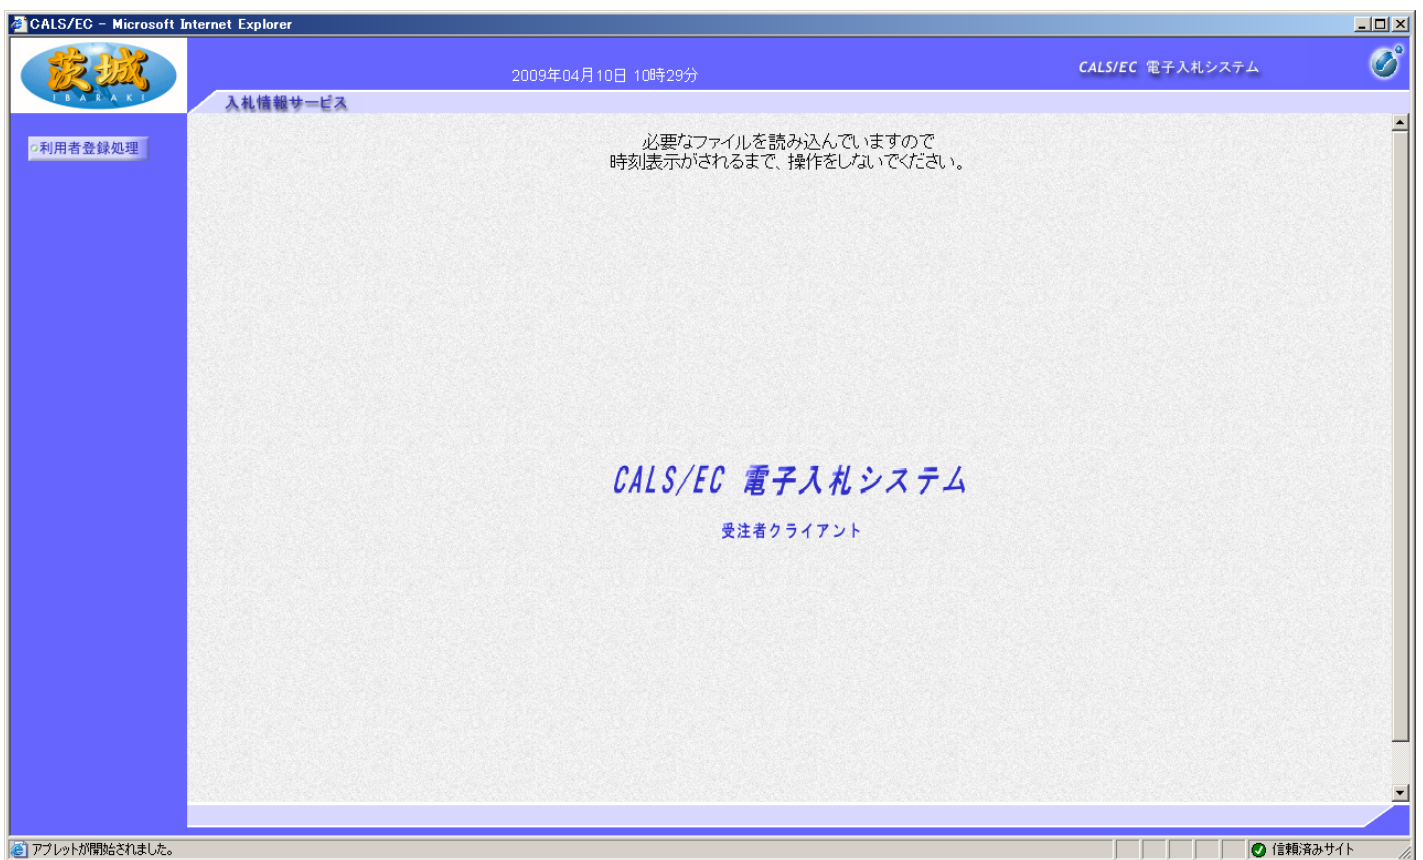 CALS/EC - Microsoft Internet Explorer
茨城
IBARAKI
2009年04月10日 10時29分
CALS/EC 電子入札システム
入札情報サービス
利用者登録処理
必要なファイルを読み込んでいますので
時刻表示がされるまで、操作をしないでください。
CALS/EC 電子入札システム
受注者クライアント
アプレットが開始されました。
信頼済みサイト